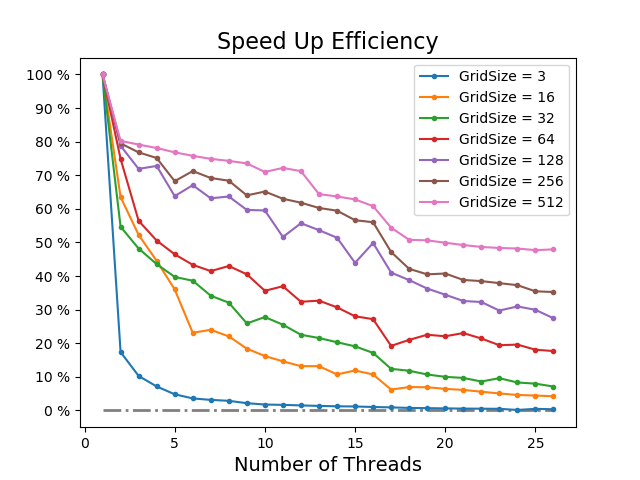 Speed Up Efficiency
100 %
90 %
80 %
70 %
60 %
50 %
40 %
30 %
20 %
10 %
0 %
GridSize = 3
GridSize = 16
GridSize = 32
GridSize = 64
GridSize = 128
GridSize = 256
GridSize = 512
0 5 10 15 20 25
Number of Threads